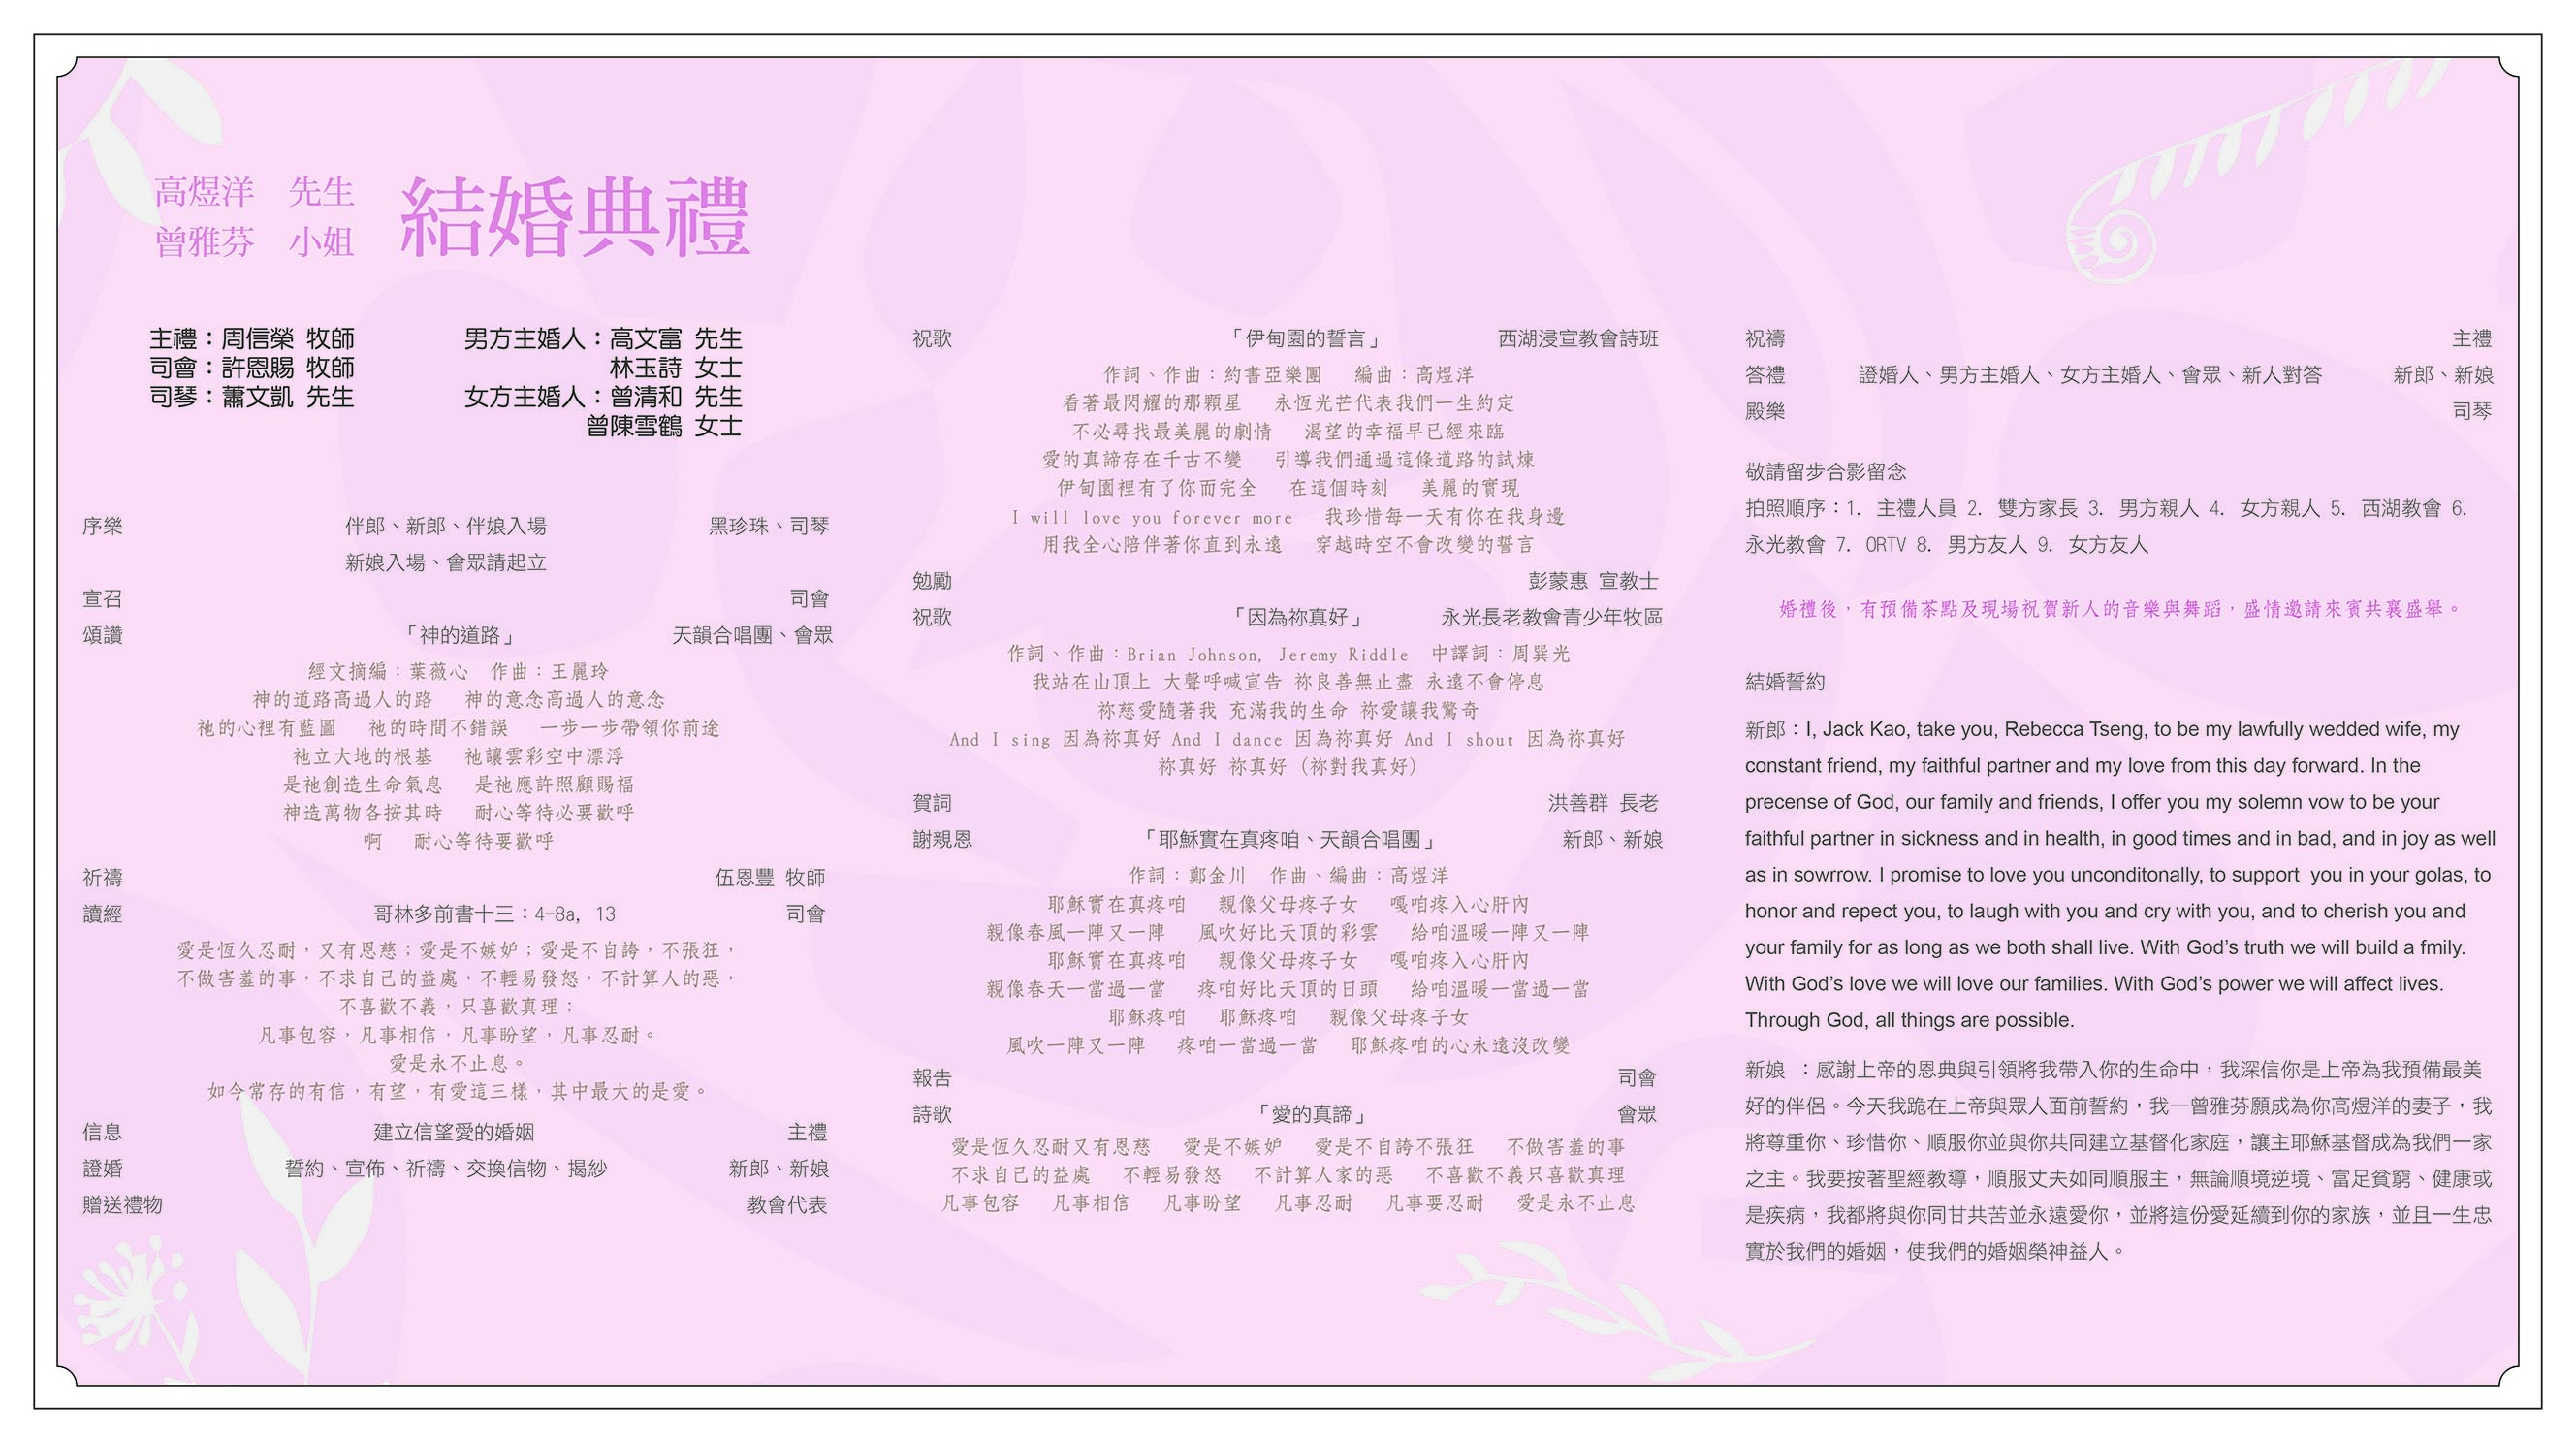 高煜洋　先生
曾雅芬　小姐
結婚典禮
主禮：周信榮 牧師
司會：許恩賜 牧師
司琴：蕭文凱 先生
男方主婚人：高文富 先生
林玉詩 女士
女方主婚人：曾清和 先生
曾陳雪鶴 女士
序樂　伴郎、新郎、伴娘入場　黑珍珠、司琴
新娘入場、會眾請起立
宣召　司會
頌讚　「神的道路」　天韻合唱團、會眾
經文摘編：葉薇心　作曲：王麗玲
神的道路高過人的路　神的意念高過人的意念
祂的心裡有藍圖　祂的時間不錯誤　一步一步帶領你前途
祂立大地的根基　祂讓雲彩空中漂浮
是祂創造生命氣息　是祂應許照顧賜福
神造萬物各按其時　耐心等待必要歡呼
啊　耐心等待要歡呼
祈禱　伍恩豐 牧師
讀經　哥林多前書十三：4-8a, 13　司會
愛是恆久忍耐，又有恩慈；愛是不嫉妒；愛是不自誇，不張狂，
不做害羞的事，不求自己的益處，不輕易發怒，不計算人的惡，
不喜歡不義，只喜歡真理；
凡事包容，凡事相信，凡事盼望，凡事忍耐。
愛是永不止息。
如今常存的有信，有望，有愛這三樣，其中最大的是愛。
信息　建立信望愛的婚姻　主禮
證婚　誓約、宣佈、祈禱、交換信物、揭紗　新郎、新娘
贈送禮物　教會代表
祝歌　「伊甸園的誓言」　西湖浸宣教會詩班
作詞、作曲：約書亞樂團　編曲：高煜洋
看著最閃耀的那顆星　永恆光芒代表我們一生約定
不必尋找最美麗的劇情　渴望的幸福早已經來臨
愛的真諦存在千古不變　引導我們通過這條道路的試煉
伊甸園裡有了你而完全　在這個時刻　美麗的實現
I will love you forever more　我珍惜每一天有你在我身邊
用我全心陪伴著你直到永遠　穿越時空不會改變的誓言
勉勵　彭蒙惠 宣教士
祝歌　「因為祢真好」　永光長老教會青少年牧區
作詞、作曲：Brian Johnson, Jeremy Riddle　中譯詞：周巽光
我站在山頂上 大聲呼喊宣告 祢良善無止盡 永遠不會停息
祢慈愛隨著我 充滿我的生命 祢愛讓我驚奇
And I sing 因為祢真好 And I dance 因為祢真好 And I shout 因為祢真好
祢真好 祢真好 (祢對我真好)
賀詞　洪善群 長老
謝親恩　「耶穌實在真疼咱、天韻合唱團」　新郎、新娘
作詞：鄭金川　作曲、編曲：高煜洋
耶穌實在真疼咱　親像父母疼子女　嘎咱疼入心肝內
親像春風一陣又一陣　風吹好比天頂的彩雲　給咱溫暖一陣又一陣
耶穌實在真疼咱　親像父母疼子女　嘎咱疼入心肝內
親像春天一當過一當　疼咱好比天頂的日頭　給咱溫暖一當過一當
耶穌疼咱　耶穌疼咱　親像父母疼子女
風吹一陣又一陣　疼咱一當過一當　耶穌疼咱的心永遠沒改變
報告　司會
詩歌　「愛的真諦」　會眾
愛是恆久忍耐又有恩慈　愛是不嫉妒　愛是不自誇不張狂　不做害羞的事
不求自己的益處　不輕易發怒　不計算人家的惡　不喜歡不義只喜歡真理
凡事包容　凡事相信　凡事盼望　凡事忍耐　凡事要忍耐　愛是永不止息
祝禱　主禮
答禮　證婚人、男方主婚人、女方主婚人、會眾、新人對答　新郎、新娘
殿樂　司琴
敬請留步合影留念
拍照順序：1. 主禮人員 2. 雙方家長 3. 男方親人 4. 女方親人 5. 西湖教會 6.
永光教會 7. ORTV 8. 男方友人 9. 女方友人
婚禮後，有預備茶點及現場祝賀新人的音樂與舞蹈，盛情邀請來賓共襄盛舉。
結婚誓約
新郎：I, Jack Kao, take you, Rebecca Tseng, to be my lawfully wedded wife, my
constant friend, my faithful partner and my love from this day forward. In the
precense of God, our family and friends, I offer you my solemn vow to be your
faithful partner in sickness and in health, in good times and in bad, and in joy as well
as in sowrrow. I promise to love you unconditonally, to support  you in your golas, to
honor and repect you, to laugh with you and cry with you, and to cherish you and
your family for as long as we both shall live. With God’s truth we will build a fmily.
With God’s love we will love our families. With God’s power we will affect lives.
Through God, all things are possible.
新娘 ：感謝上帝的恩典與引領將我帶入你的生命中，我深信你是上帝為我預備最美
好的伴侶。今天我跪在上帝與眾人面前誓約，我—曾雅芬願成為你高煜洋的妻子，我
將尊重你、珍惜你、順服你並與你共同建立基督化家庭，讓主耶穌基督成為我們一家
之主。我要按著聖經教導，順服丈夫如同順服主，無論順境逆境、富足貧窮、健康或
是疾病，我都將與你同甘共苦並永遠愛你，並將這份愛延續到你的家族，並且一生忠
實於我們的婚姻，使我們的婚姻榮神益人。